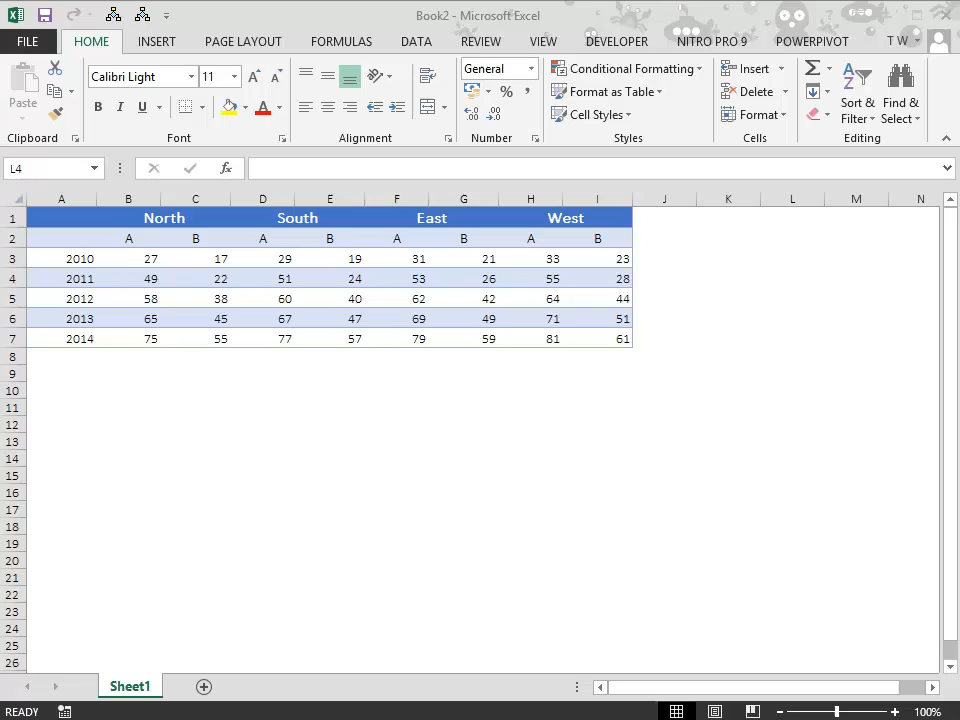 Book2 - Microsoft Excel
FILE HOME INSERT PAGE LAYOUT FORMULAS DATA REVIEW VIEW DEVELOPER NITRO PRO 9 POWERPIVOT T W
Paste
Calibri Light 11
General
Conditional Formatting
Format as Table
Cell Styles
Insert
Delete
Format
Sort & Filter
Find & Select
B I U A
Clipboard Font Alignment Number Styles Cells Editing
L4
fx
A B C D E F G H I J K L M N
1 North South East West
2 A B A B A B A B
3 2010 27 17 29 19 31 21 33 23
4 2011 49 22 51 24 53 26 55 28
5 2012 58 38 60 40 62 42 64 44
6 2013 65 45 67 47 69 49 71 51
7 2014 75 55 77 57 79 59 81 61
8
9
10
11
12
13
14
15
16
17
18
19
20
21
22
23
24
25
26
Sheet1
READY 100%